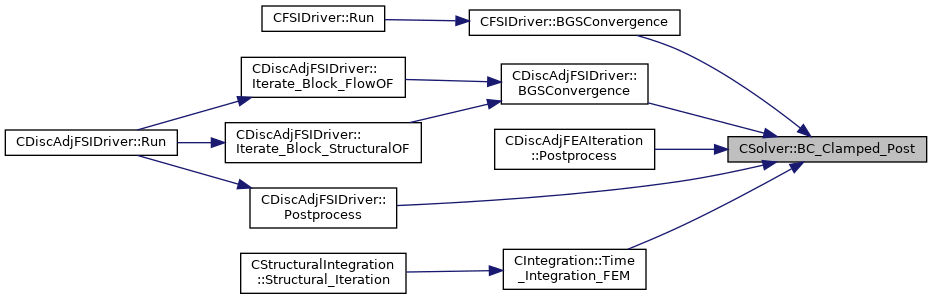 CFSIDriver::Run
CFSIDriver::BGSConvergence
CDiscAdjFSIDriver::
Iterate_Block_FlowOF
CDiscAdjFSIDriver::
BGSConvergence
CDiscAdjFSIDriver::Run
CDiscAdjFSIDriver::
Iterate_Block_StructuralOF
CDiscAdjFEAIteration
::Postprocess
CSolver::BC_Clamped_Post
CDiscAdjFSIDriver::
Postprocess
CStructuralIntegration
::Structural_Iteration
CIntegration::Time
_Integration_FEM